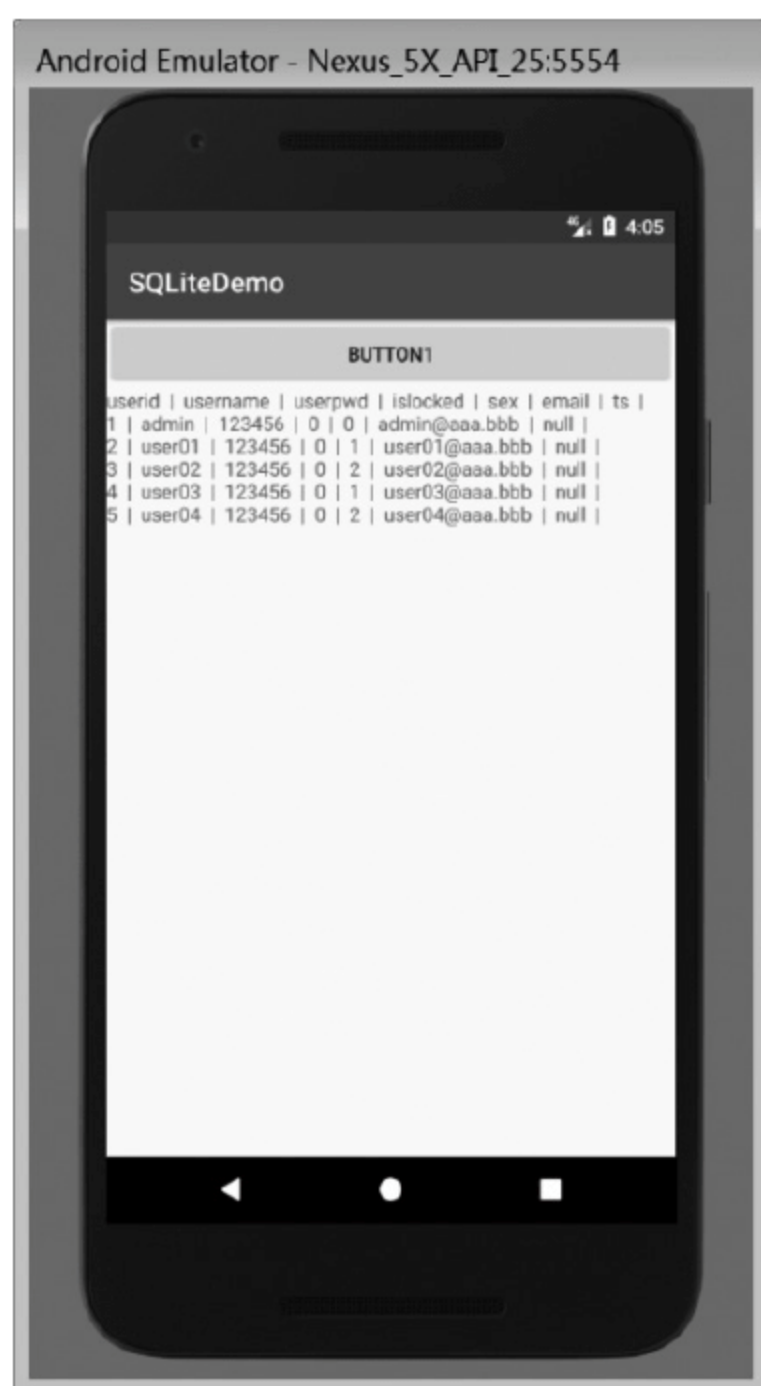 Android Emulator - Nexus_5X_API_25:5554
4G 4:05
SQLiteDemo
BUTTON1
userid | username | userpwd | islocked | sex | email | ts |
1 | admin | 123456 | 0 | 0 | admin@aaa.bbb | null |
2 | user01 | 123456 | 0 | 1 | user01@aaa.bbb | null |
3 | user02 | 123456 | 0 | 2 | user02@aaa.bbb | null |
4 | user03 | 123456 | 0 | 1 | user03@aaa.bbb | null |
5 | user04 | 123456 | 0 | 2 | user04@aaa.bbb | null |